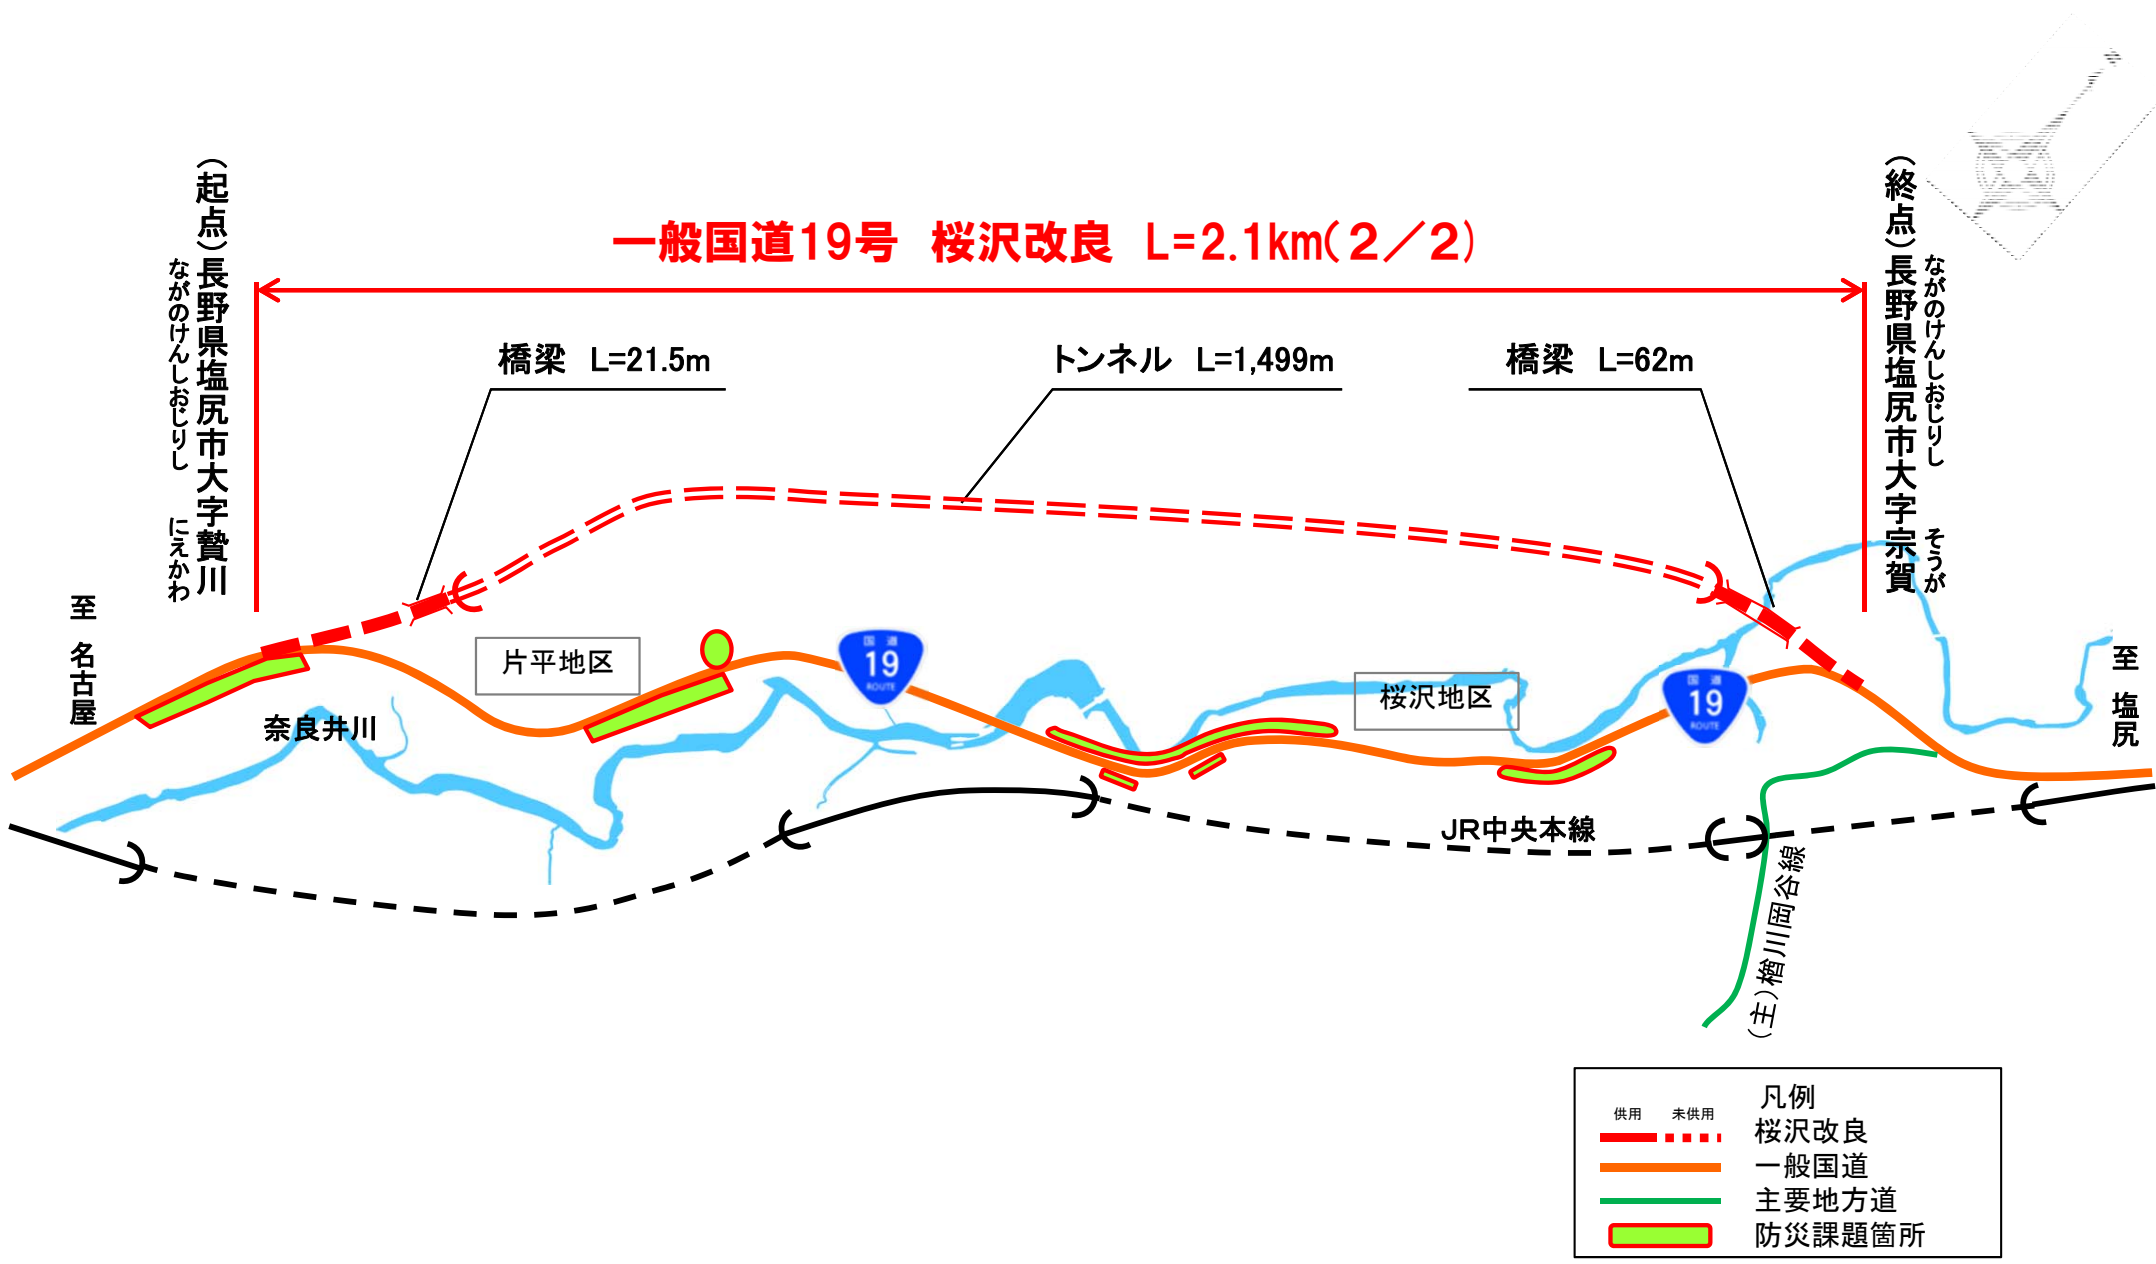 一般国道19号　桜沢改良　L=2.1km(２／２)
(起点)長野県塩尻市大字贄川
ながのけんしおじりし　にえかわ
(終点)長野県塩尻市大字宗賀
ながのけんしおじりし　そうが
橋梁　L=21.5m
トンネル　L=1,499m
橋梁　L=62m
至　名古屋
至　塩尻
片平地区
国道
19
ROUTE
桜沢地区
国道
19
ROUTE
奈良井川
JR中央本線
(主)楢川岡谷線
凡例
供用　未供用
桜沢改良
一般国道
主要地方道
防災課題箇所